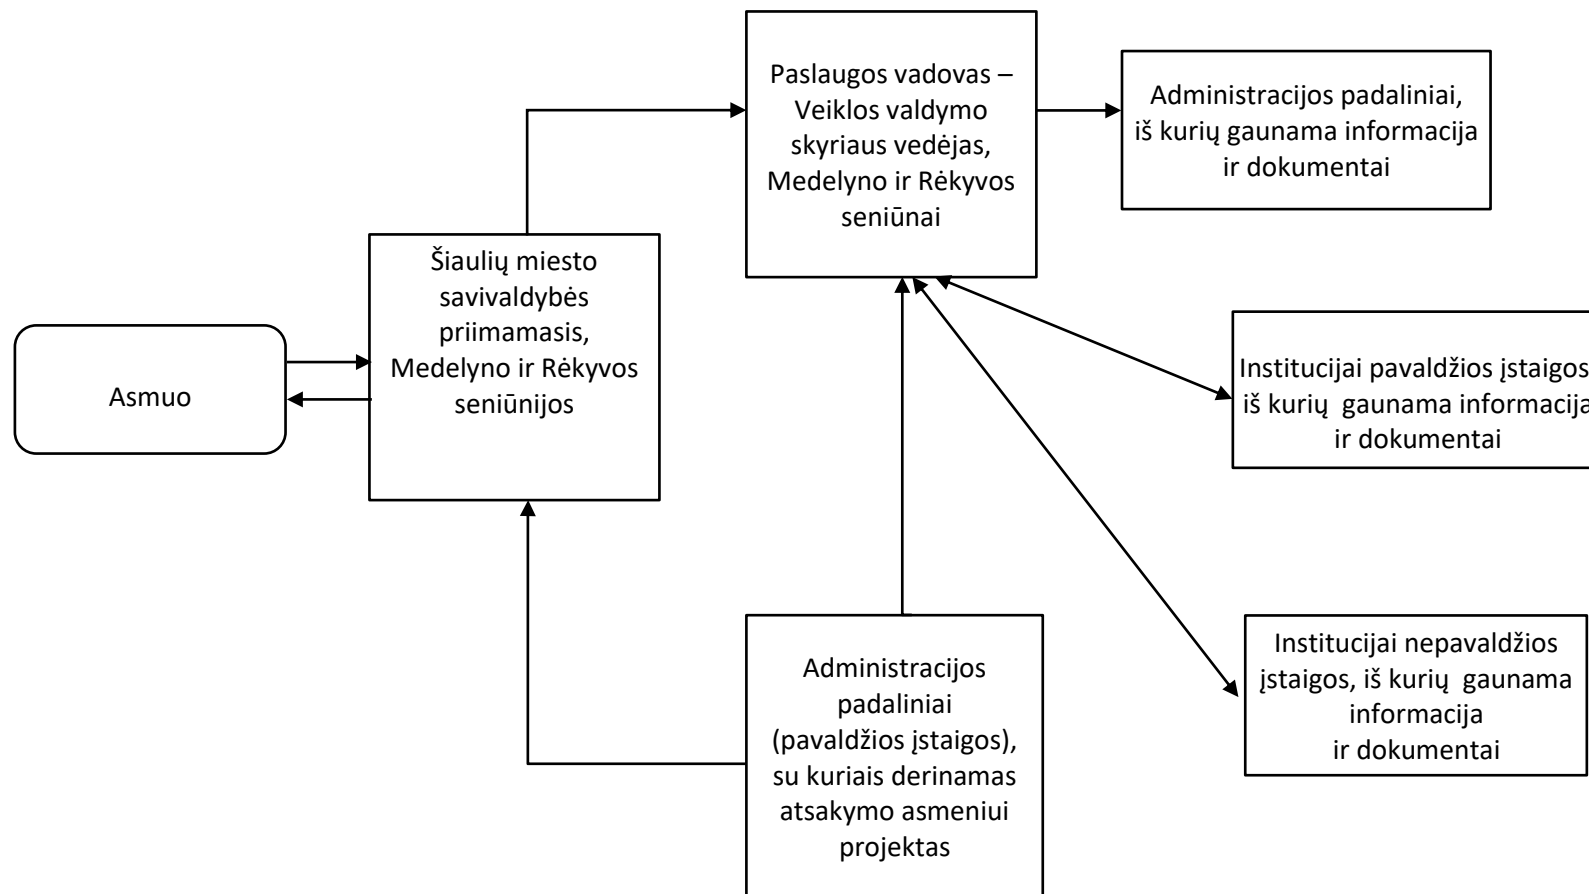 Paslaugos vadovas –
Veiklos valdymo
skyriaus vedėjas,
Medelyno ir Rėkyvos
seniūnai
Administracijos padaliniai,
iš kurių gaunama informacija
ir dokumentai
Šiaulių miesto
savivaldybės
priimamasis,
Medelyno ir Rėkyvos
seniūnijos
Asmuo
Institucijai pavaldžios įstaigos
iš kurių gaunama informacija
ir dokumentai
Administracijos
padaliniai
(pavaldžios įstaigos),
su kuriais derinamas
atsakymo asmeniui
projektas
Institucijai nepavaldžios
įstaigos, iš kurių gaunama
informacija
ir dokumentai